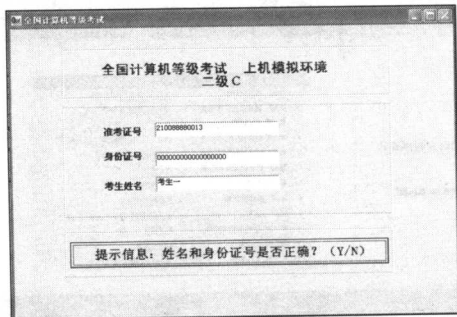 全国计算机等级考试
全国计算机等级考试 上机模拟环境
二级 C
准考证号 210088880013
身份证号 000000000000000000
考生姓名 考生一
提示信息：姓名和身份证号是否正确？（Y/N）